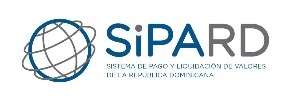 SiPARD
SISTEMA DE PAGO Y LIQUIDACIÓN DE VALORES
DE LA REPÚBLICA DOMINICANA